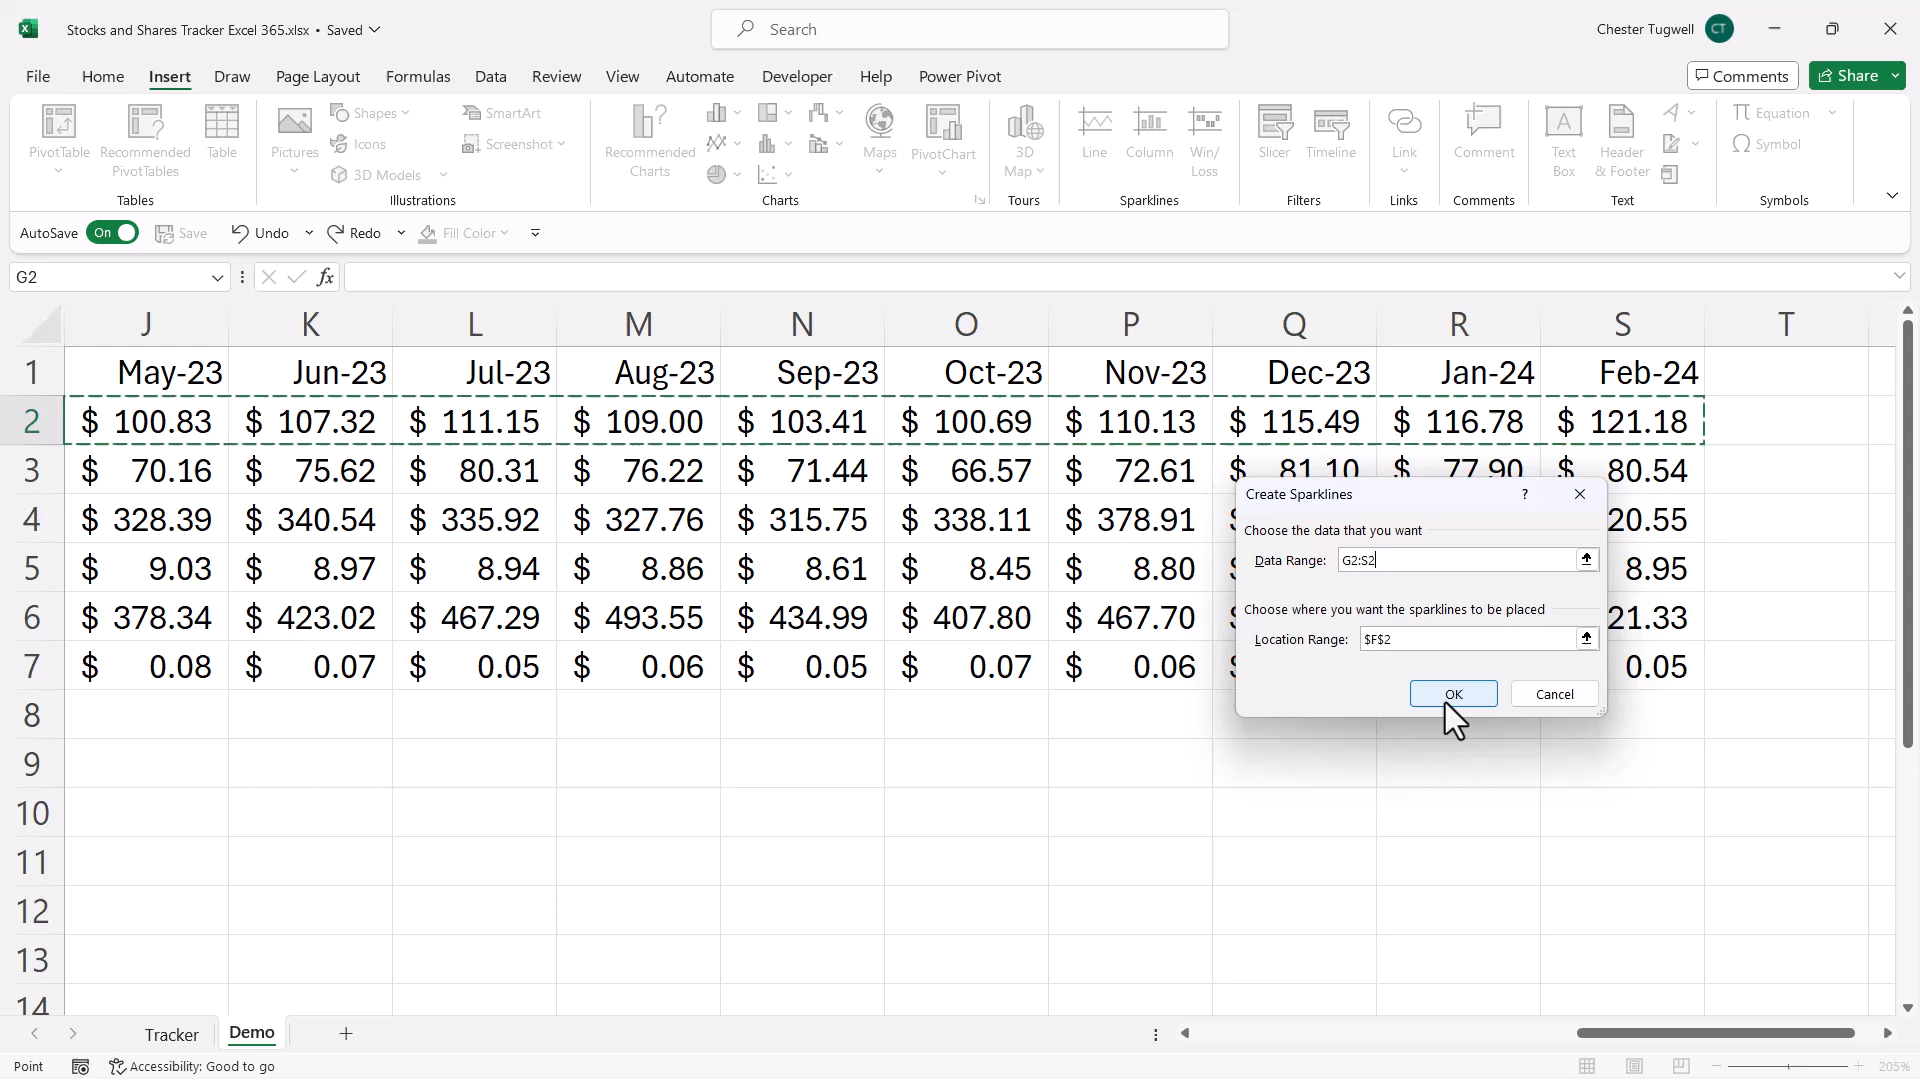 Stocks and Shares Tracker Excel 365.xlsx • Saved
Search
Chester Tugwell CT
File Home Insert Draw Page Layout Formulas Data Review View Automate Developer Help Power Pivot Comments Share
PivotTable
Recommended PivotTables
Table
Tables
Pictures
Shapes
Icons
3D Models
SmartArt
Screenshot
Illustrations
Recommended Charts
Maps
PivotChart
Charts
3D Map
Tours
Line
Column
Win/ Loss
Sparklines
Slicer
Timeline
Filters
Link
Links
Comment
Comments
Text Box
Header & Footer
Text
Equation
Symbol
Symbols
AutoSave On Save Undo Redo Fill Color
G2 fx
J K L M N O P Q R S T
1 May-23 Jun-23 Jul-23 Aug-23 Sep-23 Oct-23 Nov-23 Dec-23 Jan-24 Feb-24
2 $ 100.83 $ 107.32 $ 111.15 $ 109.00 $ 103.41 $ 100.69 $ 110.13 $ 115.49 $ 116.78 $ 121.18
3 $ 70.16 $ 75.62 $ 80.31 $ 76.22 $ 71.44 $ 66.57 $ 72.61 $ 81.10 $ 77.90 $ 80.54
4 $ 328.39 $ 340.54 $ 335.92 $ 327.76 $ 315.75 $ 338.11 $ 378.91 $ 20.55
5 $ 9.03 $ 8.97 $ 8.94 $ 8.86 $ 8.61 $ 8.45 $ 8.80 $ 8.95
6 $ 378.34 $ 423.02 $ 467.29 $ 493.55 $ 434.99 $ 407.80 $ 467.70 $ 21.33
7 $ 0.08 $ 0.07 $ 0.05 $ 0.06 $ 0.05 $ 0.07 $ 0.06 $ 0.05
8
9
10
11
12
13
14
Create Sparklines ?
Choose the data that you want
Data Range: G2:S2
Choose where you want the sparklines to be placed
Location Range: $F$2
OK Cancel
Tracker Demo
Point Accessibility: Good to go 205%